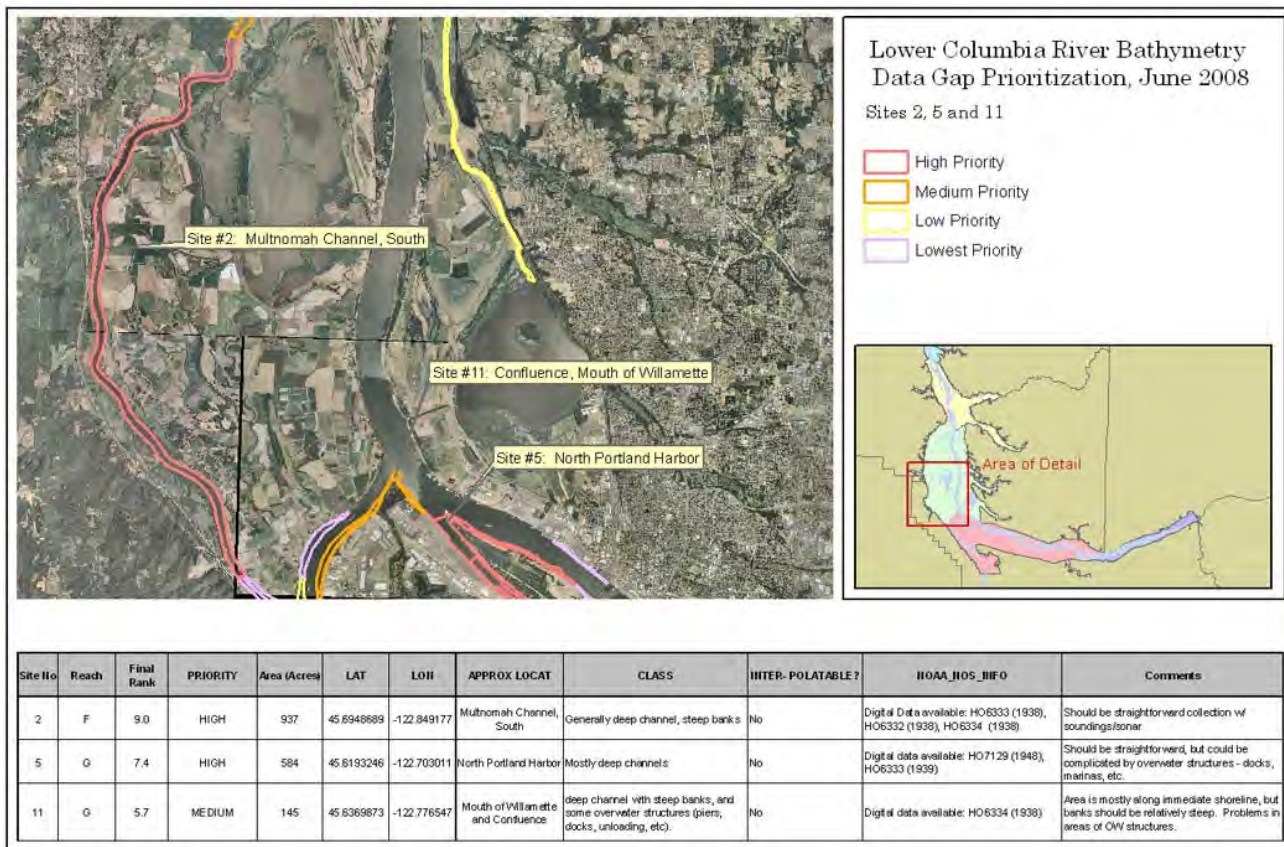 Lower Columbia River Bathymetry
Data Gap Prioritization, June 2008
Sites 2, 5 and 11
High Priority
Medium Priority
Low Priority
Lowest Priority
Site #2: Multnomah Channel, South
Site #11: Confluence, Mouth of Willamette
Site #5: North Portland Harbor
Area of Detail
Site No Reach Final Rank PRIORITY Area (Acres) LAT LON APPROX LOCAT CLASS INTER- POLATABLE? NOAA_NOS_INFO Comments
2 F 9.0 HIGH 937 45.6948689 -122.849177 Multnomah Channel, South Generally deep channel, steep banks No Digital Data available: HO6333 (1938), HO6332 (1938), HO6334 (1938) Should be straightforward collection w/ soundings/sonar
5 G 7.4 HIGH 584 45.6193246 -122.703011 North Portland Harbor Mostly deep channels No Digital data available: HO7129 (1948), HO6333 (1939) Should be straightforward, but could be complicated by overwater structures - docks, marinas, etc.
11 G 5.7 MEDIUM 145 45.6369873 -122.776547 Mouth of Willamette and Confluence deep channel with steep banks, and some overwater structures (piers, docks, unloading, etc). No Digital data available: HO6334 (1938) Area is mostly along immediate shoreline, but banks should be relatively steep. Problems in areas of OW structures.